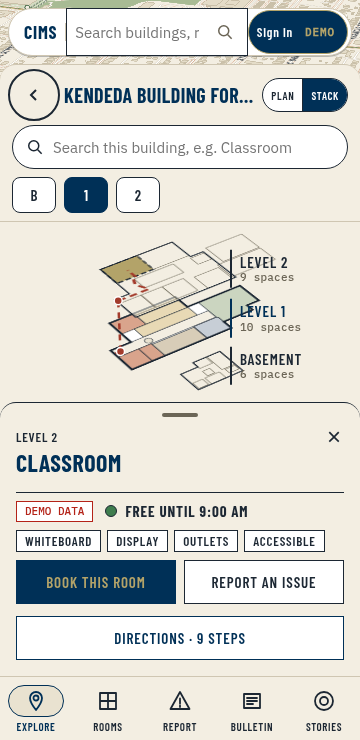 CIMS
Search buildings, r
Sign In DEMO
KENDEDA BUILDING FOR...
PLAN
STACK
Search this building, e.g. Classroom
B
1
2
LEVEL 2
9 spaces
LEVEL 1
10 spaces
BASEMENT
6 spaces
LEVEL 2
CLASSROOM
DEMO DATA
FREE UNTIL 9:00 AM
WHITEBOARD
DISPLAY
OUTLETS
ACCESSIBLE
BOOK THIS ROOM
REPORT AN ISSUE
DIRECTIONS · 9 STEPS
EXPLORE
ROOMS
REPORT
BULLETIN
STORIES